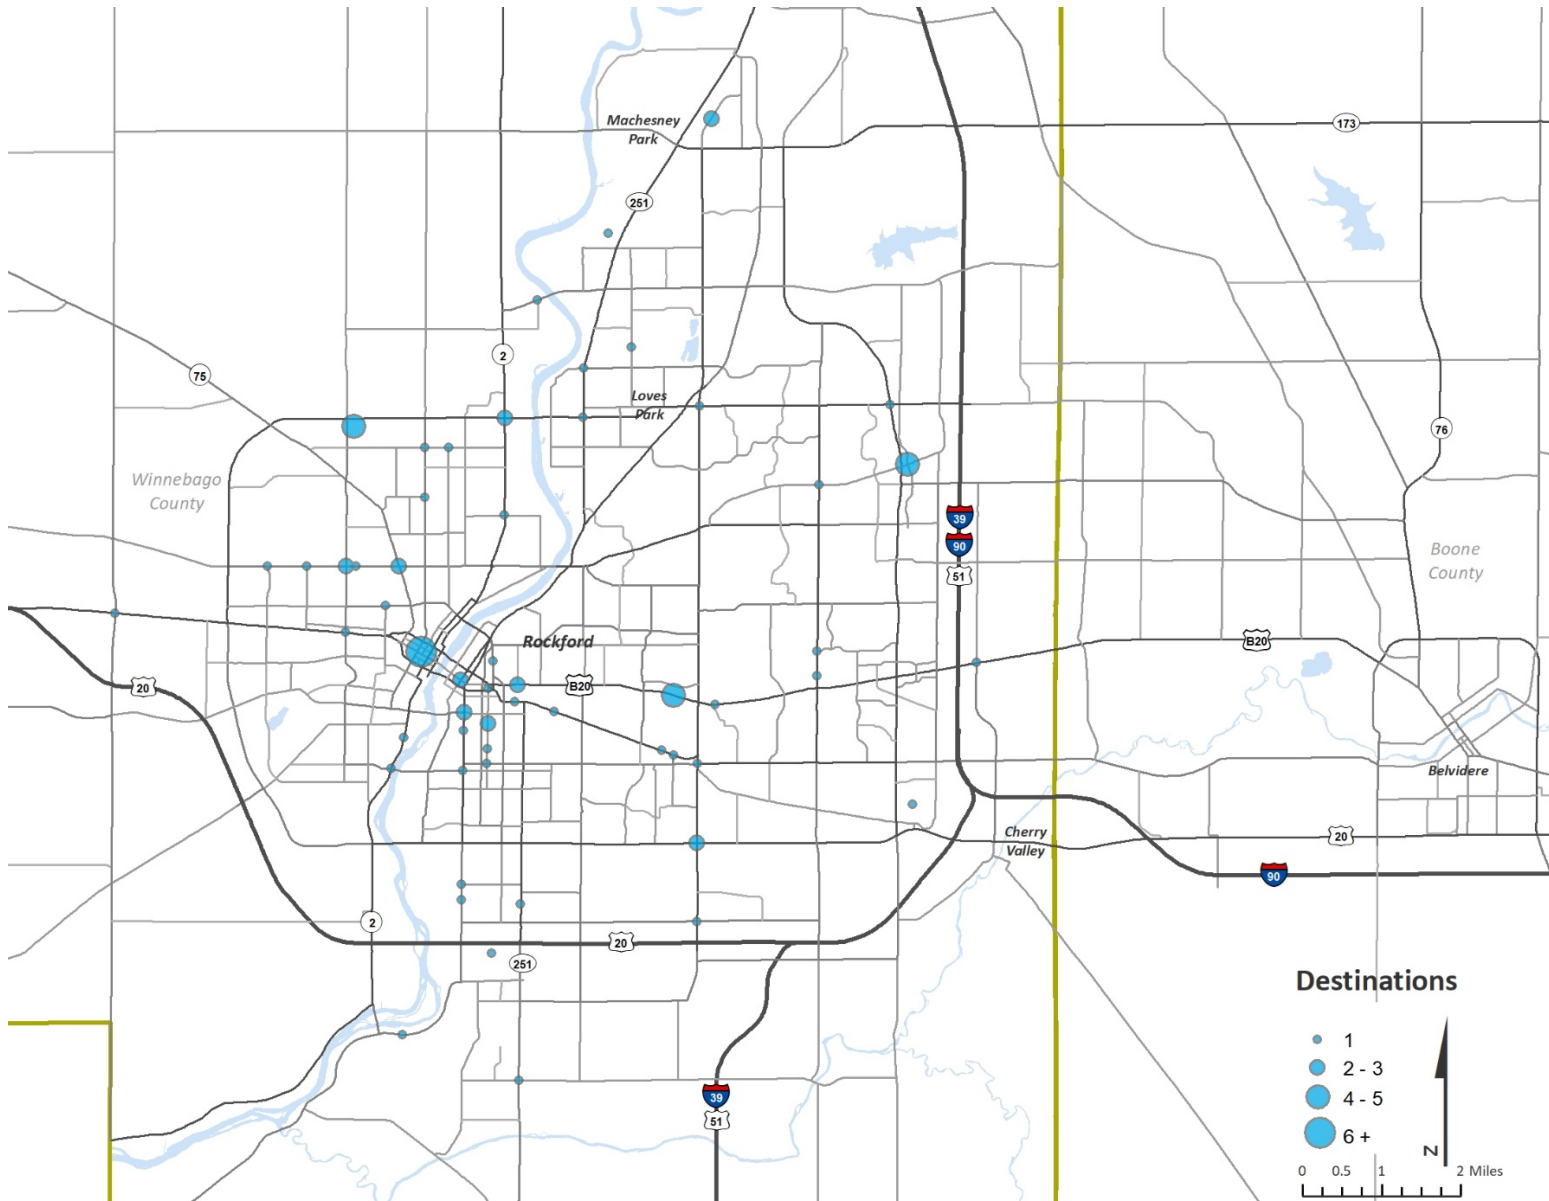 Machesney
Park
173
251
2
75
Loves
Park
76
Winnebago
County
39
90
51
Boone
County
Rockford
B20
B20
20
Belvidere
Cherry
Valley
20
90
2
20
251
39
51
Destinations
1
2 - 3
4 - 5
6 +
N
0 0.5 1 2 Miles